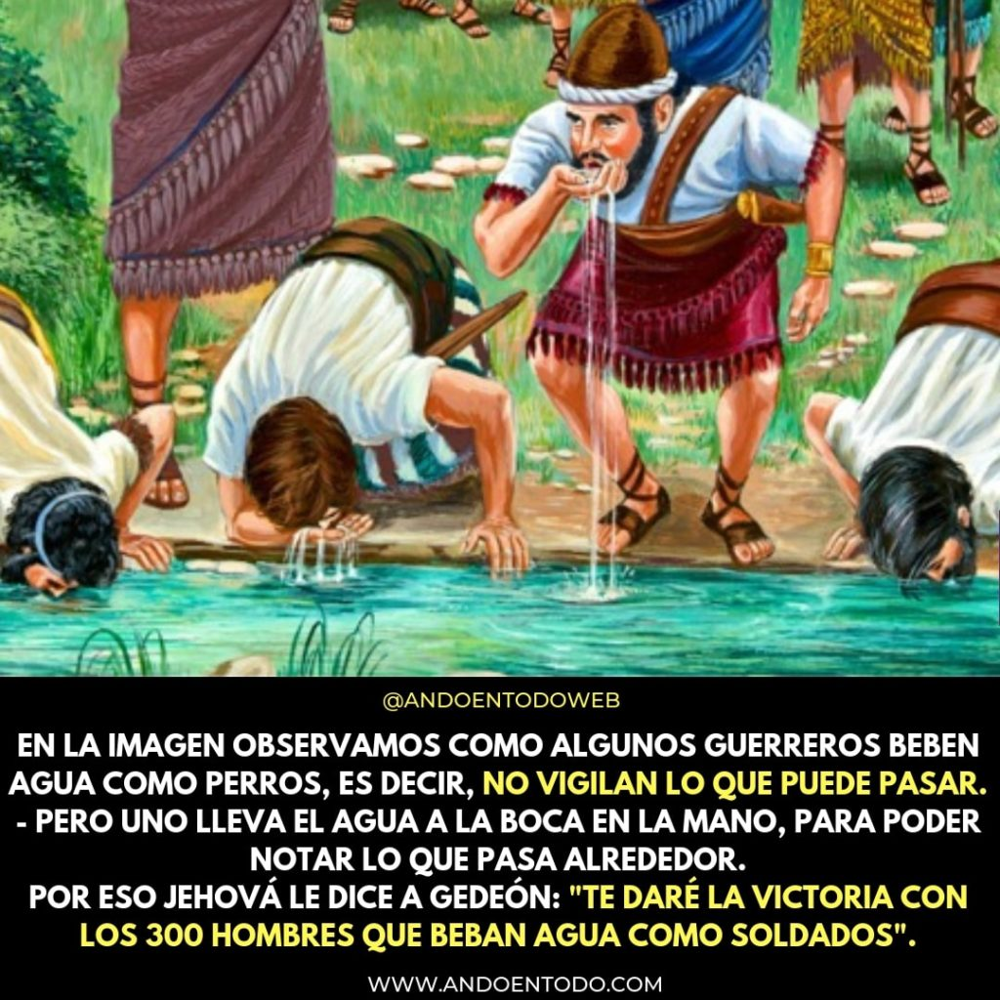 @ANDOENTODOWEB
EN LA IMAGEN OBSERVAMOS COMO ALGUNOS GUERREROS BEBEN
AGUA COMO PERROS, ES DECIR, NO VIGILAN LO QUE PUEDE PASAR.
- PERO UNO LLEVA EL AGUA A LA BOCA EN LA MANO, PARA PODER
NOTAR LO QUE PASA ALREDEDOR.
POR ESO JEHOVÁ LE DICE A GEDEÓN: "TE DARÉ LA VICTORIA CON
LOS 300 HOMBRES QUE BEBAN AGUA COMO SOLDADOS".
WWW.ANDOENTODO.COM